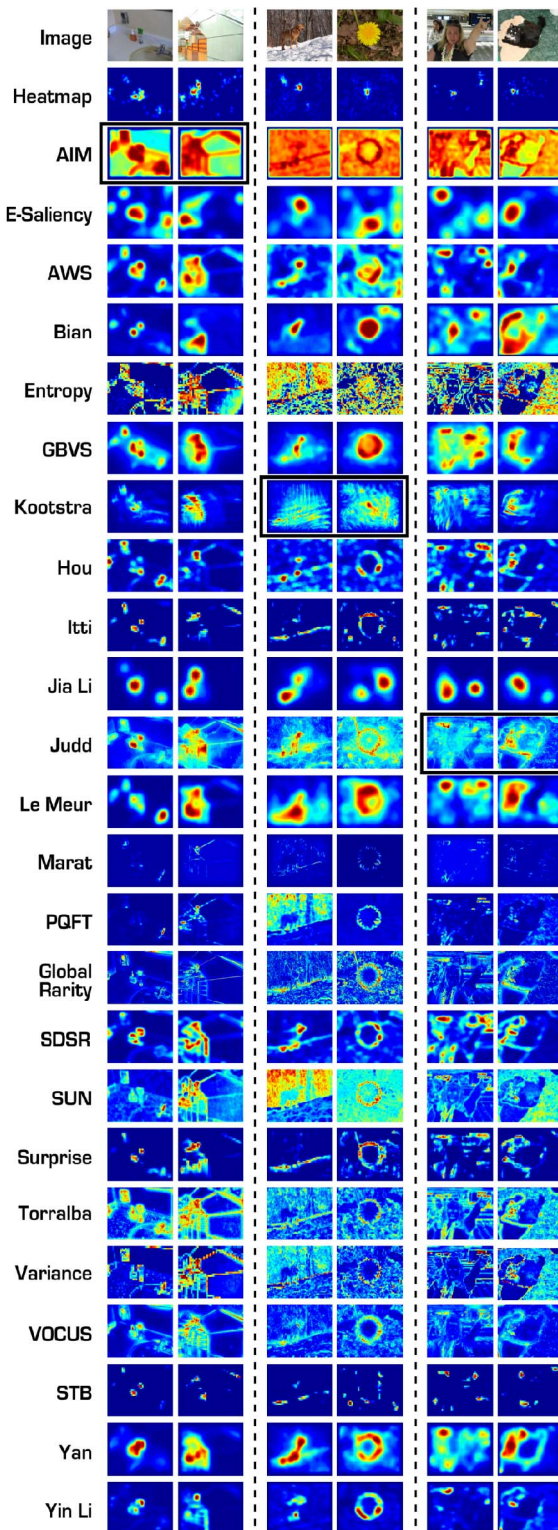 Image
Heatmap
AIM
E-Saliency
AWS
Bian
Entropy
GBVS
Kootstra
Hou
Itti
Jia Li
Judd
Le Meur
Marat
PQFT
Global
Rarity
SDSR
SUN
Surprise
Torralba
Variance
VOCUS
STB
Yan
Yin Li